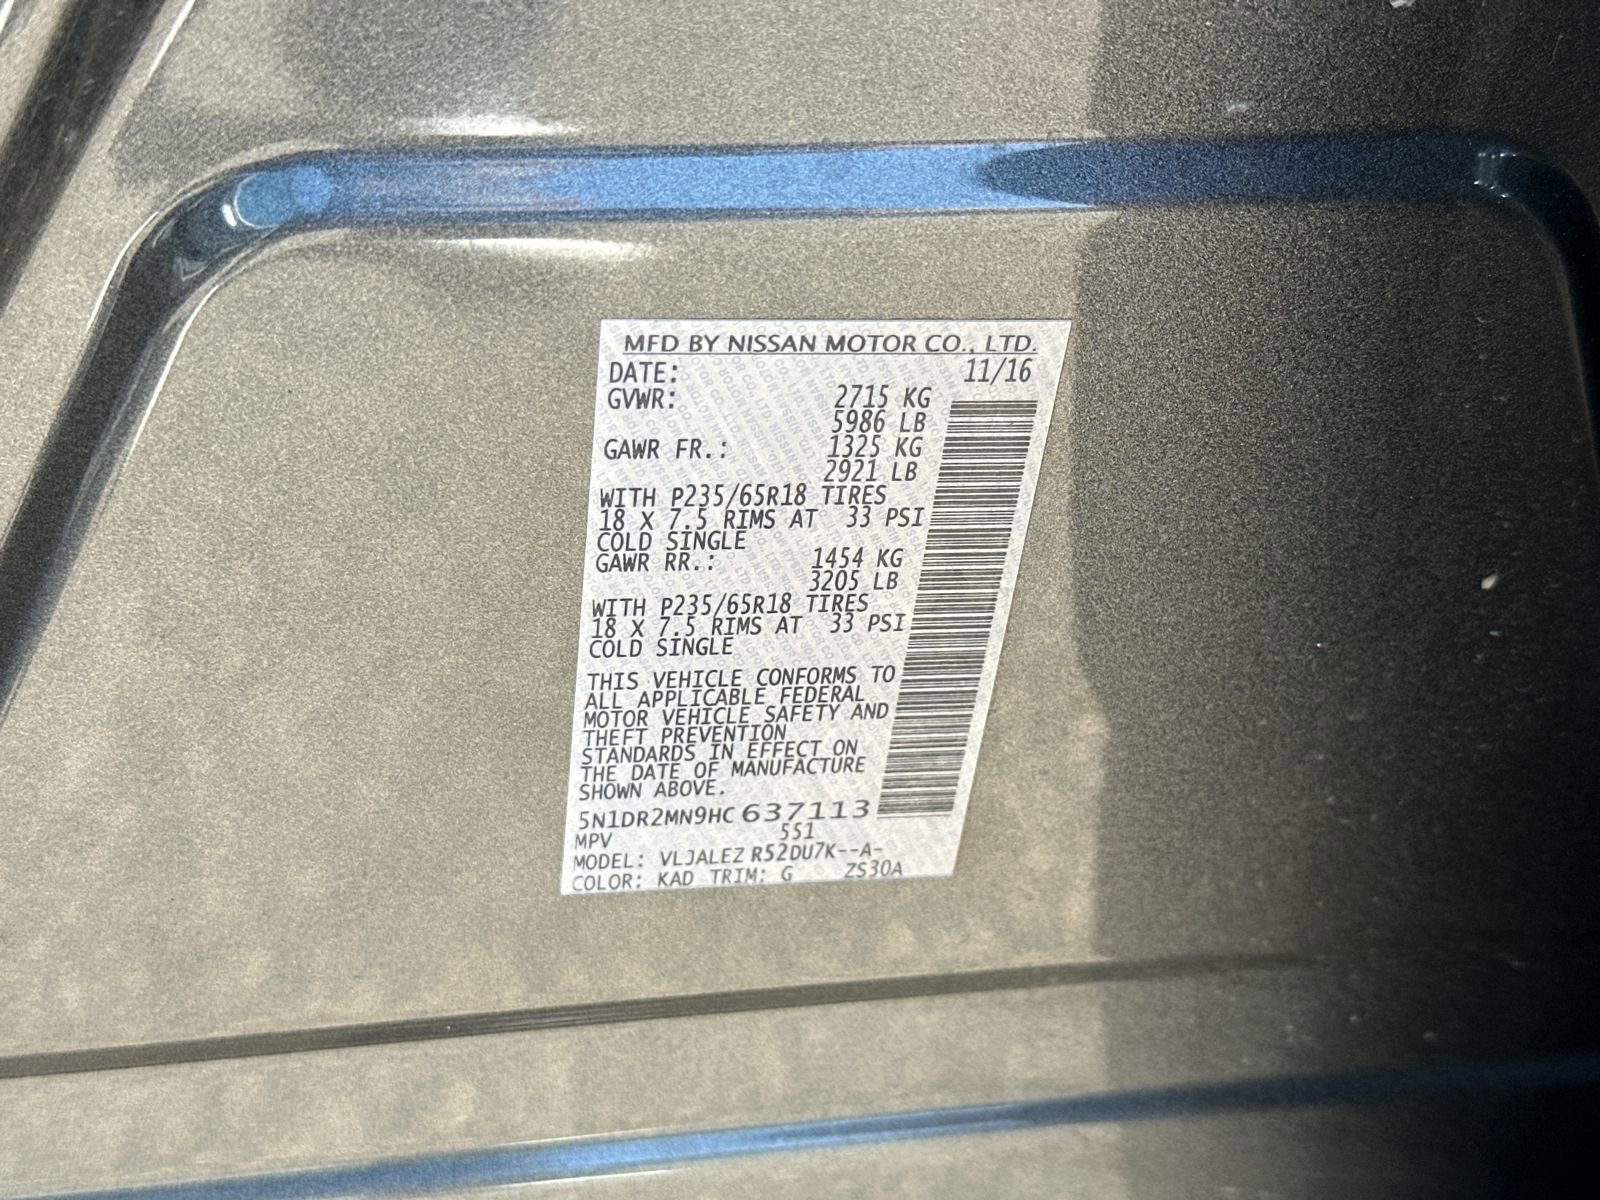 MFD BY NISSAN MOTOR CO., LTD.
DATE: 11/16
GVWR: 2715 KG
5986 LB
GAWR FR.: 1325 KG
2921 LB
WITH P235/65R18 TIRES
18 X 7.5 RIMS AT 33 PSI
COLD SINGLE
GAWR RR.: 1454 KG
3205 LB
WITH P235/65R18 TIRES
18 X 7.5 RIMS AT 33 PSI
COLD SINGLE
THIS VEHICLE CONFORMS TO
ALL APPLICABLE FEDERAL
MOTOR VEHICLE SAFETY AND
THEFT PREVENTION
STANDARDS IN EFFECT ON
THE DATE OF MANUFACTURE
SHOWN ABOVE.
5N1DR2MN9HC637113
MPV 551
MODEL: VLJALEZ R52DU7K--A-
COLOR: KAD TRIM: G ZS30A